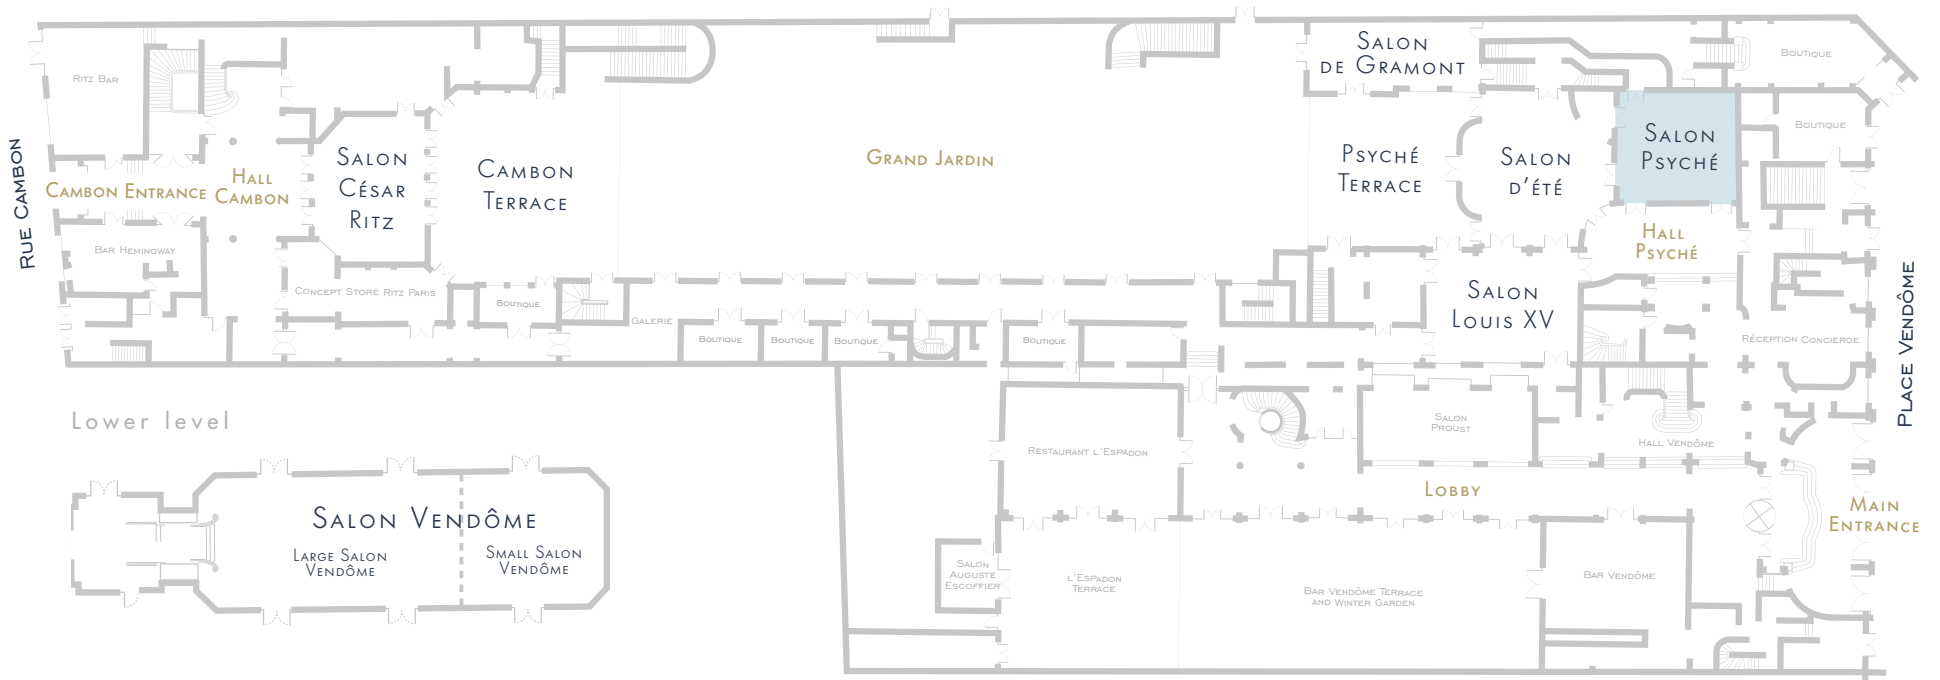 Ritz Bar
Rue Cambon
Cambon Entrance
Hall
Cambon
Bar Hemingway
Salon
César
Ritz
Concept Store Ritz Paris
Cambon
Terrace
Boutique
Galerie
Boutique
Boutique
Boutique
Boutique
Grand Jardin
Salon
de Gramont
Psyché
Terrace
Salon
d'été
Salon
Psyché
Hall
Psyché
Boutique
Boutique
Salon
Louis XV
Réception Concierge
Place Vendôme
Restaurant l'Espadon
Salon
Proust
Hall Vendôme
Lobby
Main
Entrance
Salon
Auguste
Escoffier
l'Espadon
Terrace
Bar Vendôme Terrace
and Winter Garden
Bar Vendôme
Lower level
Salon Vendôme
Large Salon
Vendôme
Small Salon
Vendôme